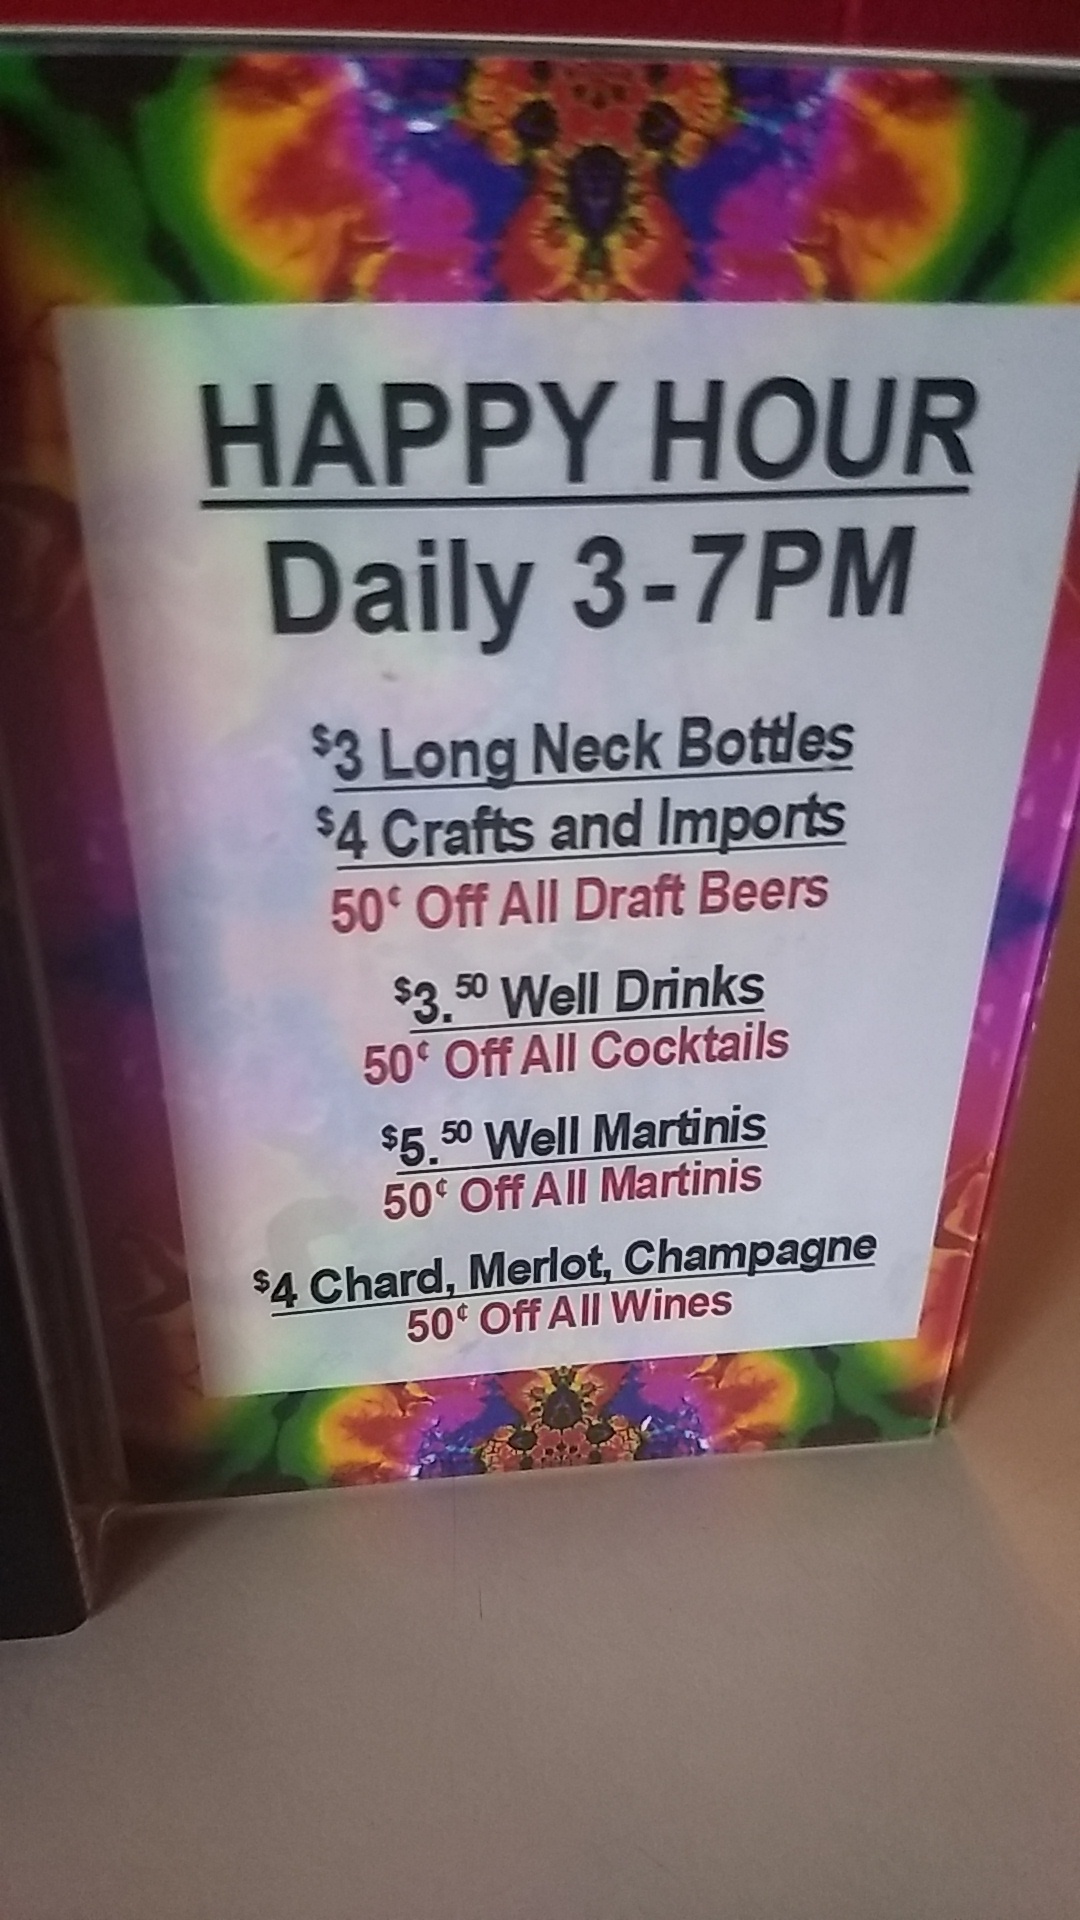 HAPPY HOUR
Daily 3-7PM
$3 Long Neck Bottles
$4 Crafts and Imports
50¢ Off All Draft Beers
$3.50 Well Drinks
50¢ Off All Cocktails
$5.50 Well Martinis
50¢ Off All Martinis
$4 Chard, Merlot, Champagne
50¢ Off All Wines